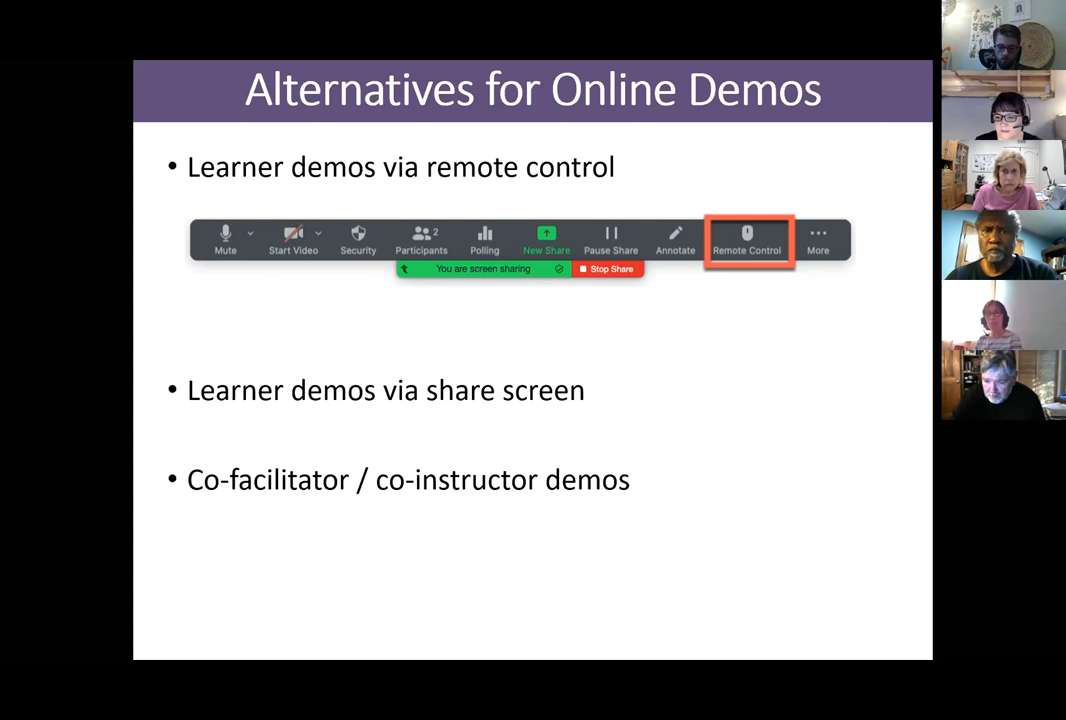 Alternatives for Online Demos
• Learner demos via remote control
Mute Start Video Security Participants 2 Polling New Share Pause Share Annotate Remote Control More
You are screen sharing Stop Share
• Learner demos via share screen
• Co-facilitator / co-instructor demos